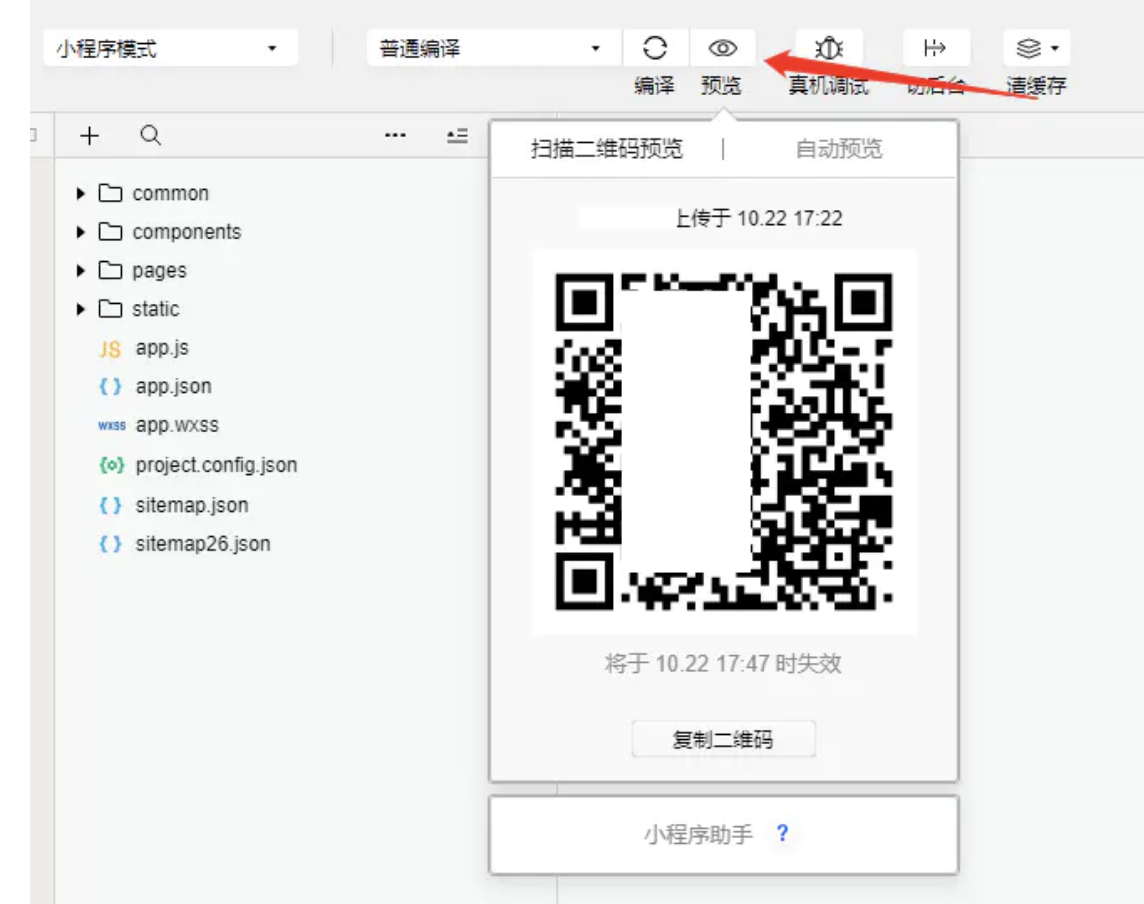 小程序模式
普通编译
编译
预览
真机调试
切后台
清缓存
扫描二维码预览 | 自动预览
上传于 10.22 17:22
common
components
pages
static
JS app.js
{ } app.json
wxss app.wxss
{o} project.config.json
{ } sitemap.json
{ } sitemap26.json
将于 10.22 17:47 时失效
复制二维码
小程序助手 ?